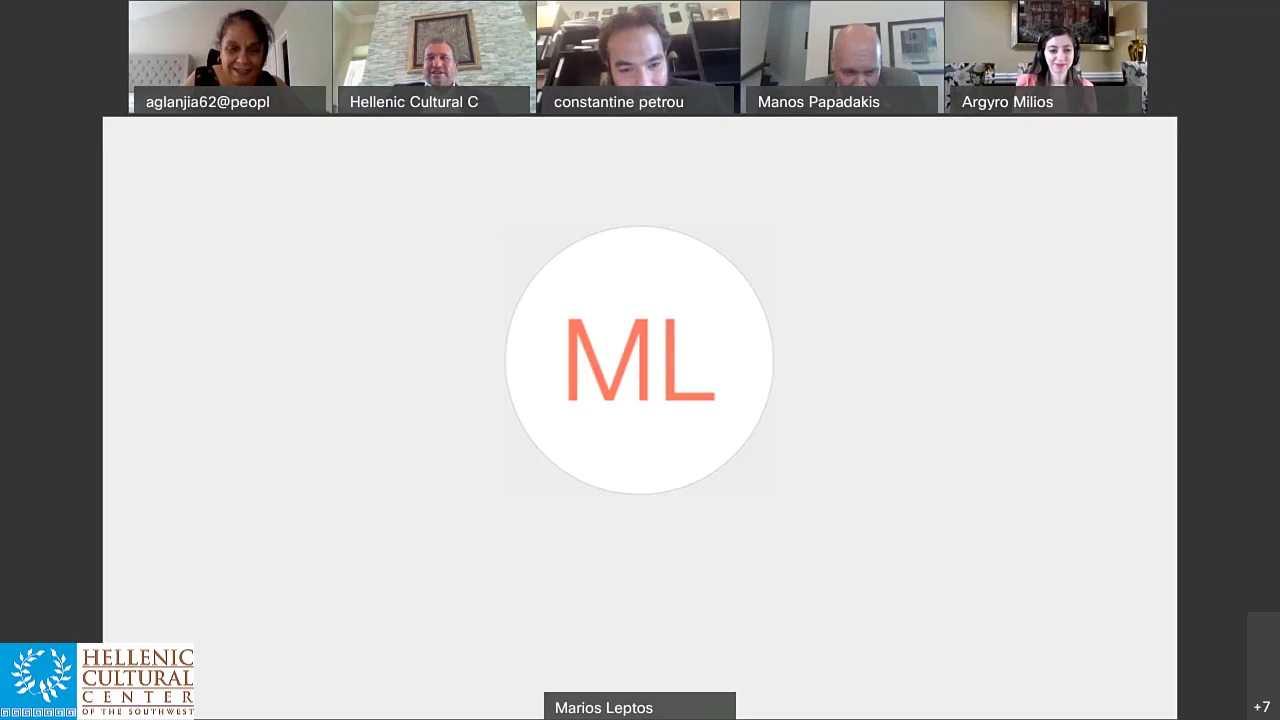 aglanjia62@peopl
Hellenic Cultural C
constantine petrou
Manos Papadakis
Argyro Milios
ML
HELLENIC
CULTURAL
CENTER
OF THE SOUTHWEST
Marios Leptos
+7